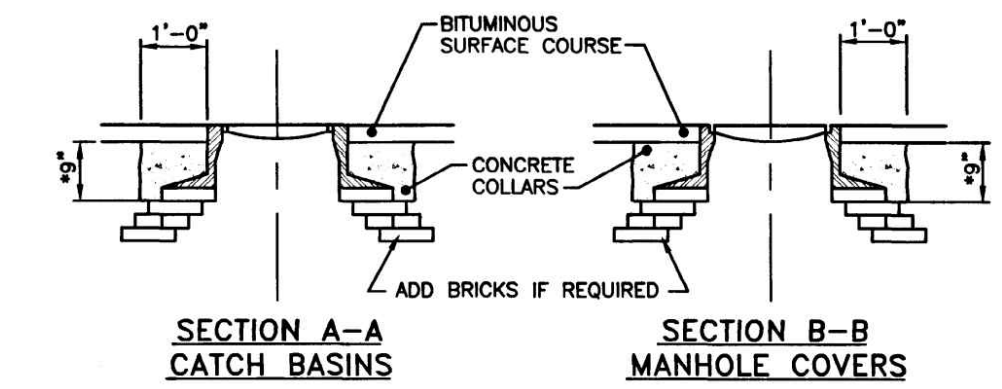 1'-0"
BITUMINOUS
SURFACE COURSE
1'-0"
*9"
CONCRETE
COLLARS
*9"
ADD BRICKS IF REQUIRED
SECTION A-A
CATCH BASINS
SECTION B-B
MANHOLE COVERS